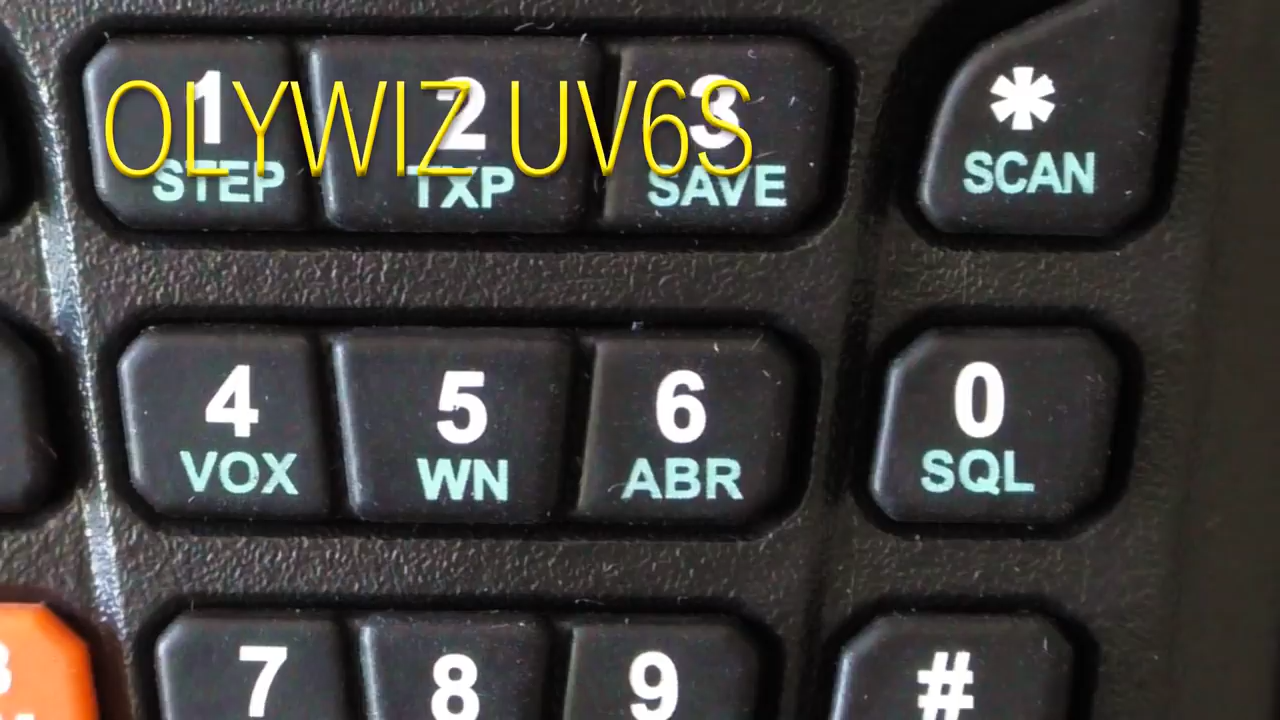 OLYWIZ UV6S
1 2 3 *
STEP TXP SAVE SCAN
4 5 6 0
VOX WN ABR SQL
7 8 9 #